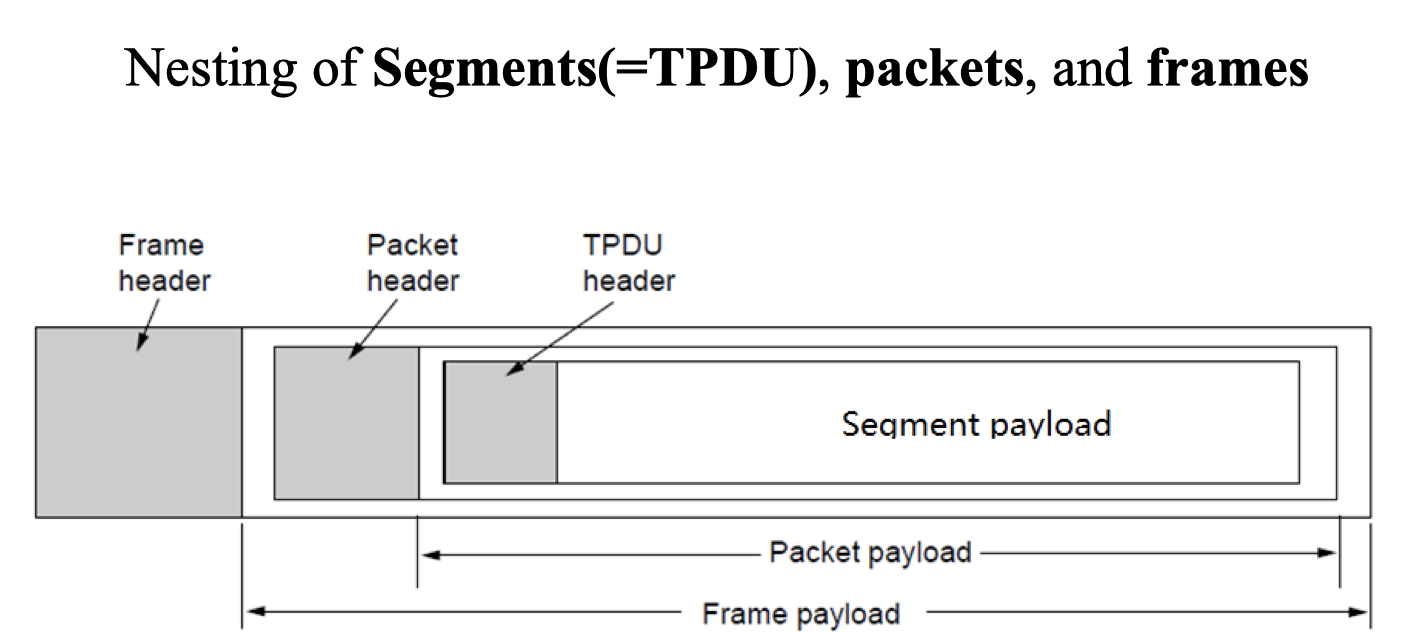 Nesting of Segments(=TPDU), packets, and frames
Frame
header
Packet
header
TPDU
header
Segment payload
Packet payload
Frame payload